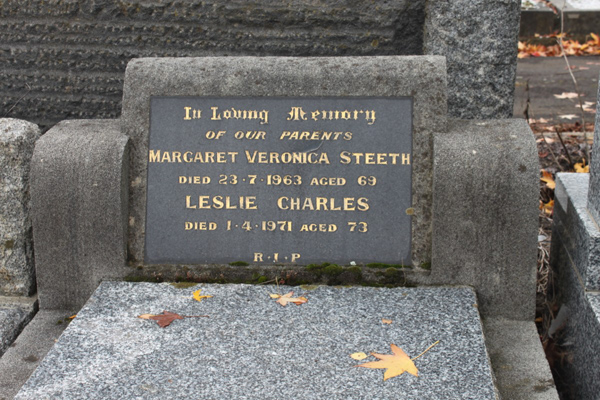 In Loving Memory
OF OUR PARENTS
MARGARET VERONICA STEETH
DIED 23·7·1963 AGED 69
LESLIE CHARLES
DIED 1·4·1971 AGED 73
R·I·P